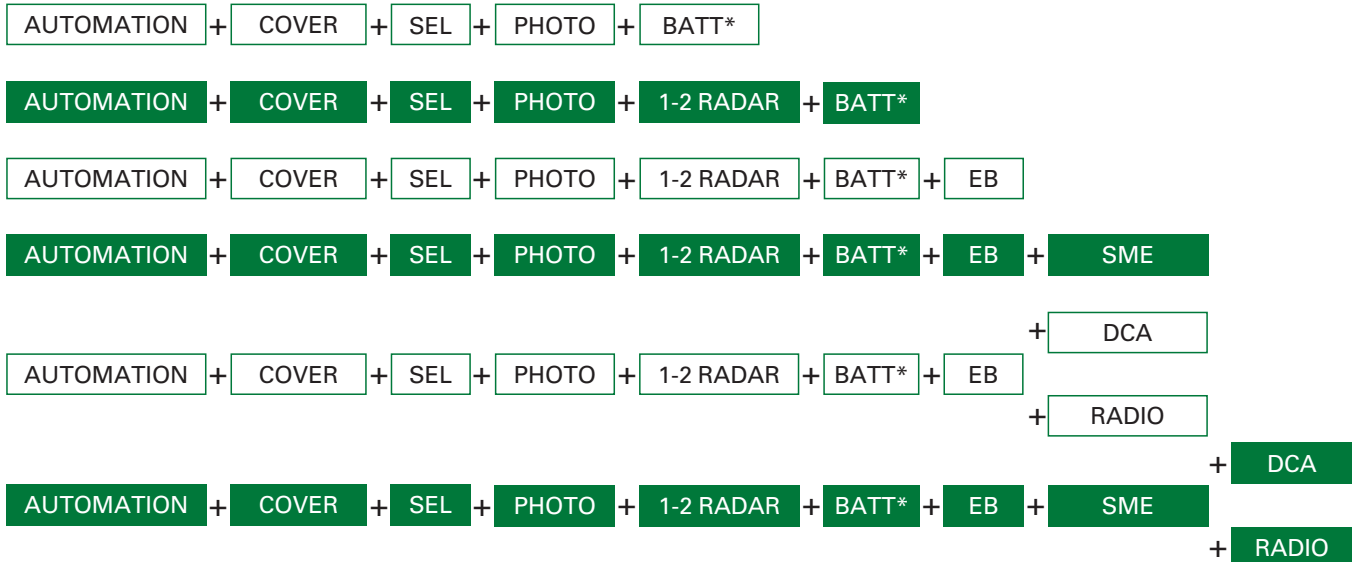 AUTOMATION + COVER + SEL + PHOTO + BATT*
AUTOMATION + COVER + SEL + PHOTO + 1-2 RADAR + BATT*
AUTOMATION + COVER + SEL + PHOTO + 1-2 RADAR + BATT* + EB
AUTOMATION + COVER + SEL + PHOTO + 1-2 RADAR + BATT* + EB + SME
+ DCA
AUTOMATION + COVER + SEL + PHOTO + 1-2 RADAR + BATT* + EB
+ RADIO
+ DCA
AUTOMATION + COVER + SEL + PHOTO + 1-2 RADAR + BATT* + EB + SME
+ RADIO